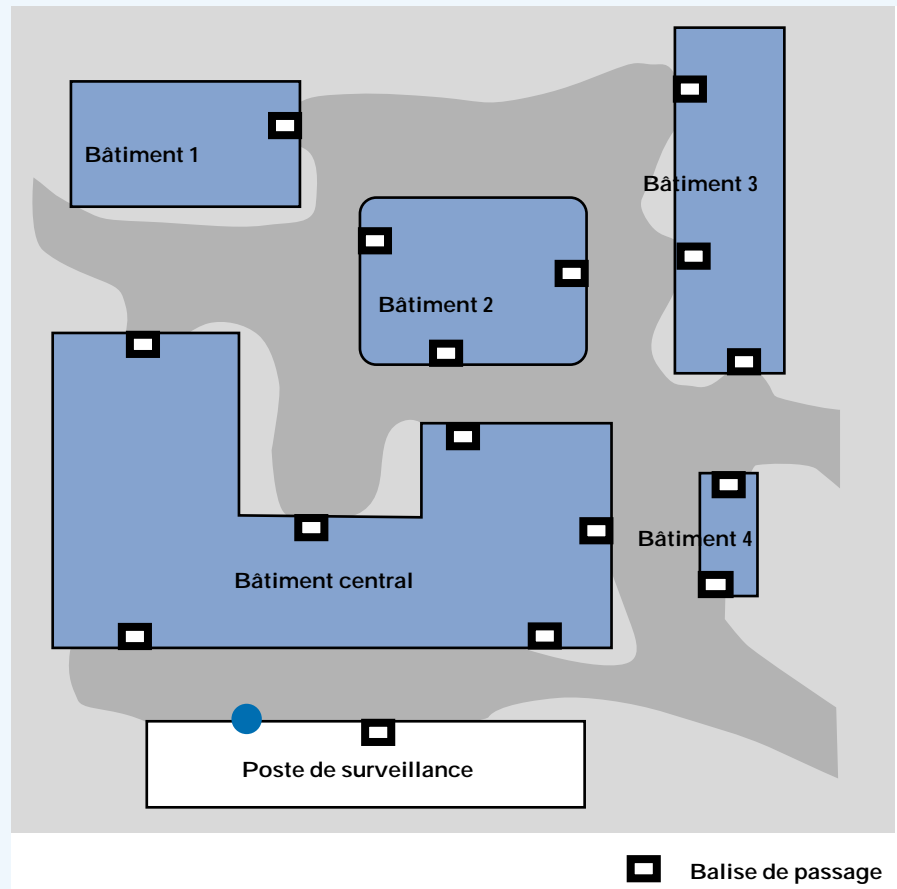 Bâtiment 1
Bâtiment 3
Bâtiment 2
Bâtiment 4
Bâtiment central
Poste de surveillance
Balise de passage